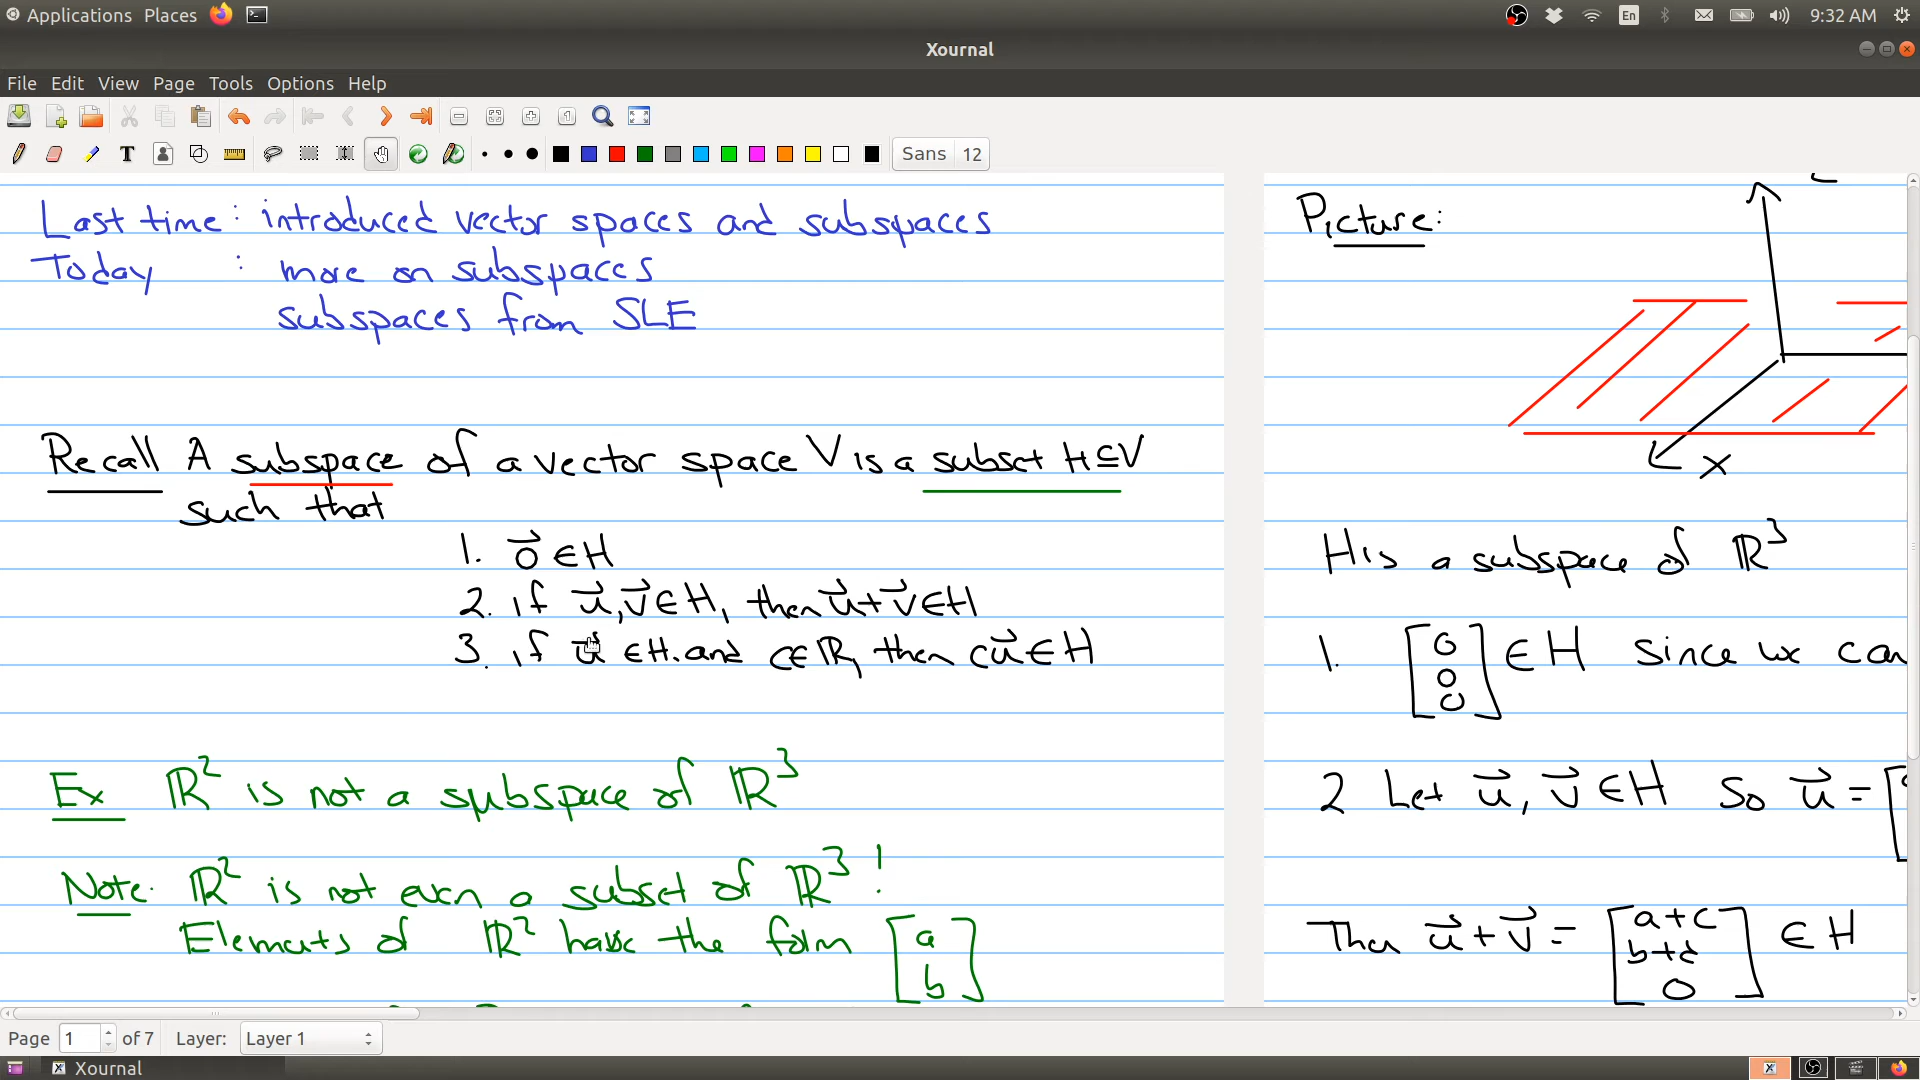 Applications Places En 9:32 AM
Xournal
File Edit View Page Tools Options Help
Sans 12
Last time: introduced vector spaces and subspaces
Today : more on subspaces
subspaces from SLE
Recall A subspace of a vector space V is a subset H⊆V
such that
1. 0⃗ ∈ H
2. if u⃗, v⃗ ∈ H, then u⃗+v⃗ ∈ H
3. if u⃗ ∈ H and c∈ℝ, then cu⃗ ∈ H
Ex ℝ² is not a subspace of ℝ³
Note: ℝ² is not even a subset of ℝ³!
Elements of ℝ² have the form [a
b]
Picture:
x
H is a subspace of ℝ³
1. [0
0
0] ∈ H since we can
2 Let u⃗, v⃗ ∈ H So u⃗ = [
Then u⃗+v⃗ = [a+c
b+d
0] ∈ H
Page 1 of 7 Layer: Layer 1
Xournal